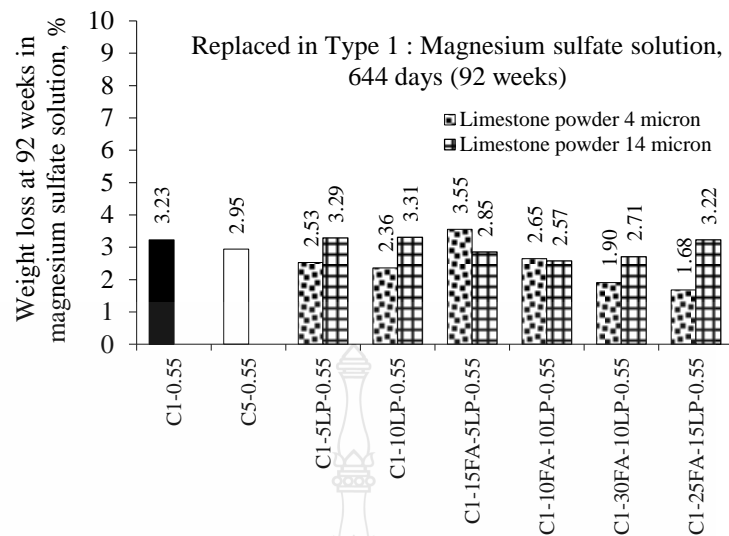 Replaced in Type 1 : Magnesium sulfate solution,
644 days (92 weeks)
Limestone powder 4 micron
Limestone powder 14 micron
Weight loss at 92 weeks in
magnesium sulfate solution, %
10
9
8
7
6
5
4
3
2
1
0
3.23
2.95
2.53
3.29
2.36
3.31
3.55
2.85
2.65
2.57
1.90
2.71
1.68
3.22
C1-0.55
C5-0.55
C1-5LP-0.55
C1-10LP-0.55
C1-15FA-5LP-0.55
C1-10FA-10LP-0.55
C1-30FA-10LP-0.55
C1-25FA-15LP-0.55